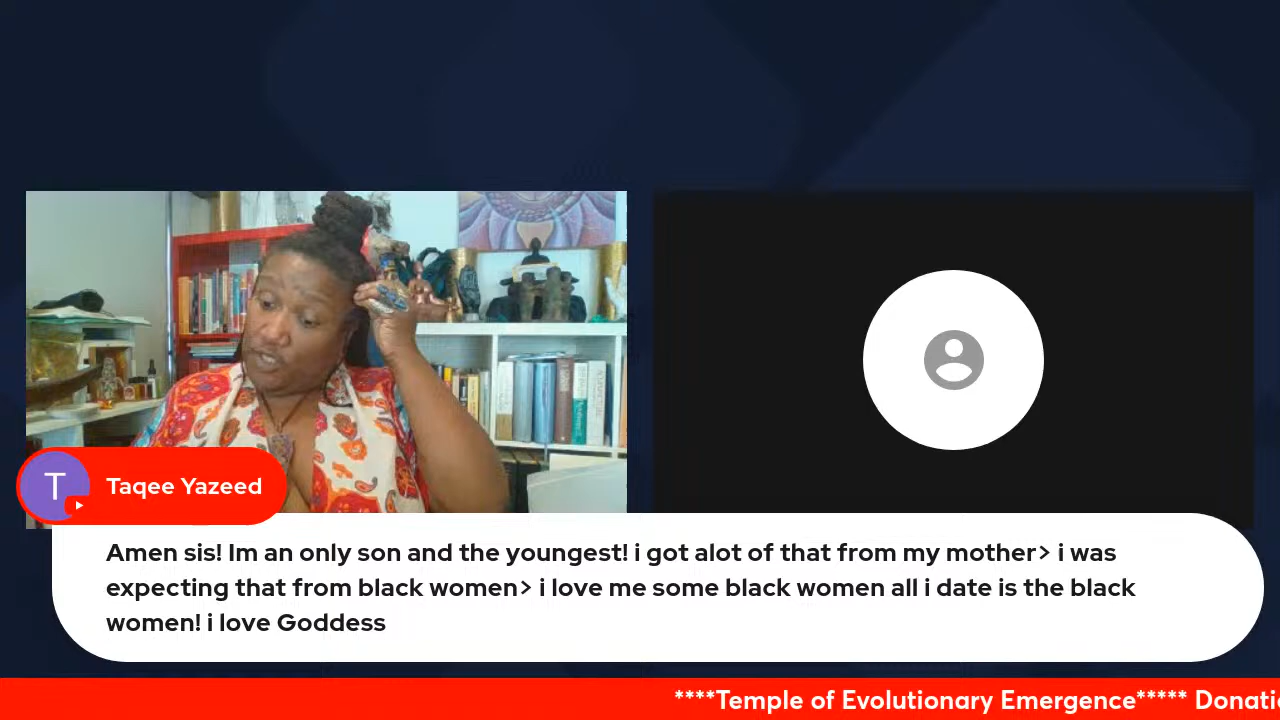 T
Taqee Yazeed
Amen sis! Im an only son and the youngest! i got alot of that from my mother> i was
expecting that from black women> i love me some black women all i date is the black
women! i love Goddess
****Temple of Evolutionary Emergence***** Donati